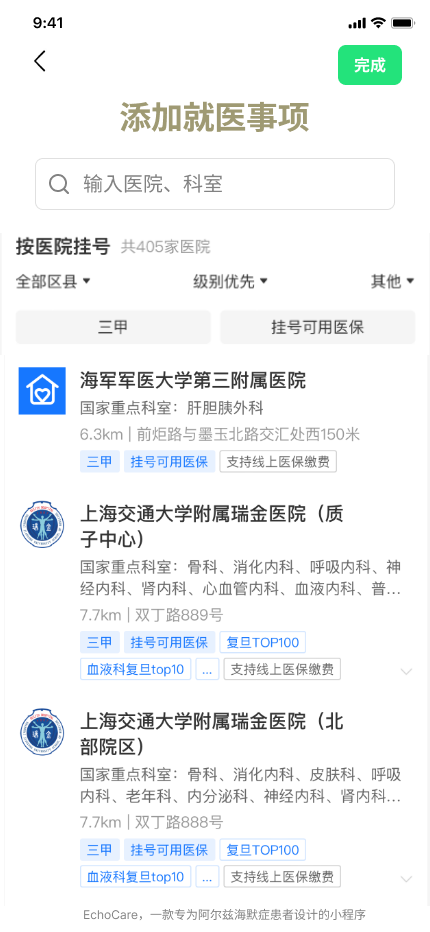 9:41
完成
添加就医事项
输入医院、科室
按医院挂号 共405家医院
全部区县 级别优先 其他
三甲 挂号可用医保
海军军医大学第三附属医院
国家重点科室：肝胆胰外科
6.3km | 前炬路与墨玉北路交汇处西150米
三甲 挂号可用医保 支持线上医保缴费
上海交通大学附属瑞金医院（质
子中心）
国家重点科室：骨科、消化内科、呼吸内科、神
经内科、肾内科、心血管内科、血液内科、普...
7.7km | 双丁路889号
三甲 挂号可用医保 复旦TOP100
血液科复旦top10 ... 支持线上医保缴费
上海交通大学附属瑞金医院（北
部院区）
国家重点科室：骨科、消化内科、皮肤科、呼吸
内科、老年科、内分泌科、神经内科、肾内科...
7.7km | 双丁路888号
三甲 挂号可用医保 复旦TOP100
血液科复旦top10 ... 支持线上医保缴费
EchoCare，一款专为阿尔兹海默症患者设计的小程序